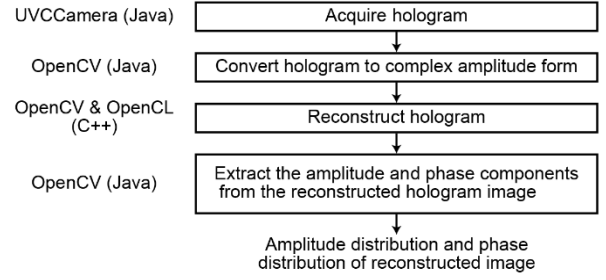 UVCCamera (Java)
Acquire hologram
OpenCV (Java)
Convert hologram to complex amplitude form
OpenCV & OpenCL
(C++)
Reconstruct hologram
OpenCV (Java)
Extract the amplitude and phase components
from the reconstructed hologram image
Amplitude distribution and phase
distribution of reconstructed image